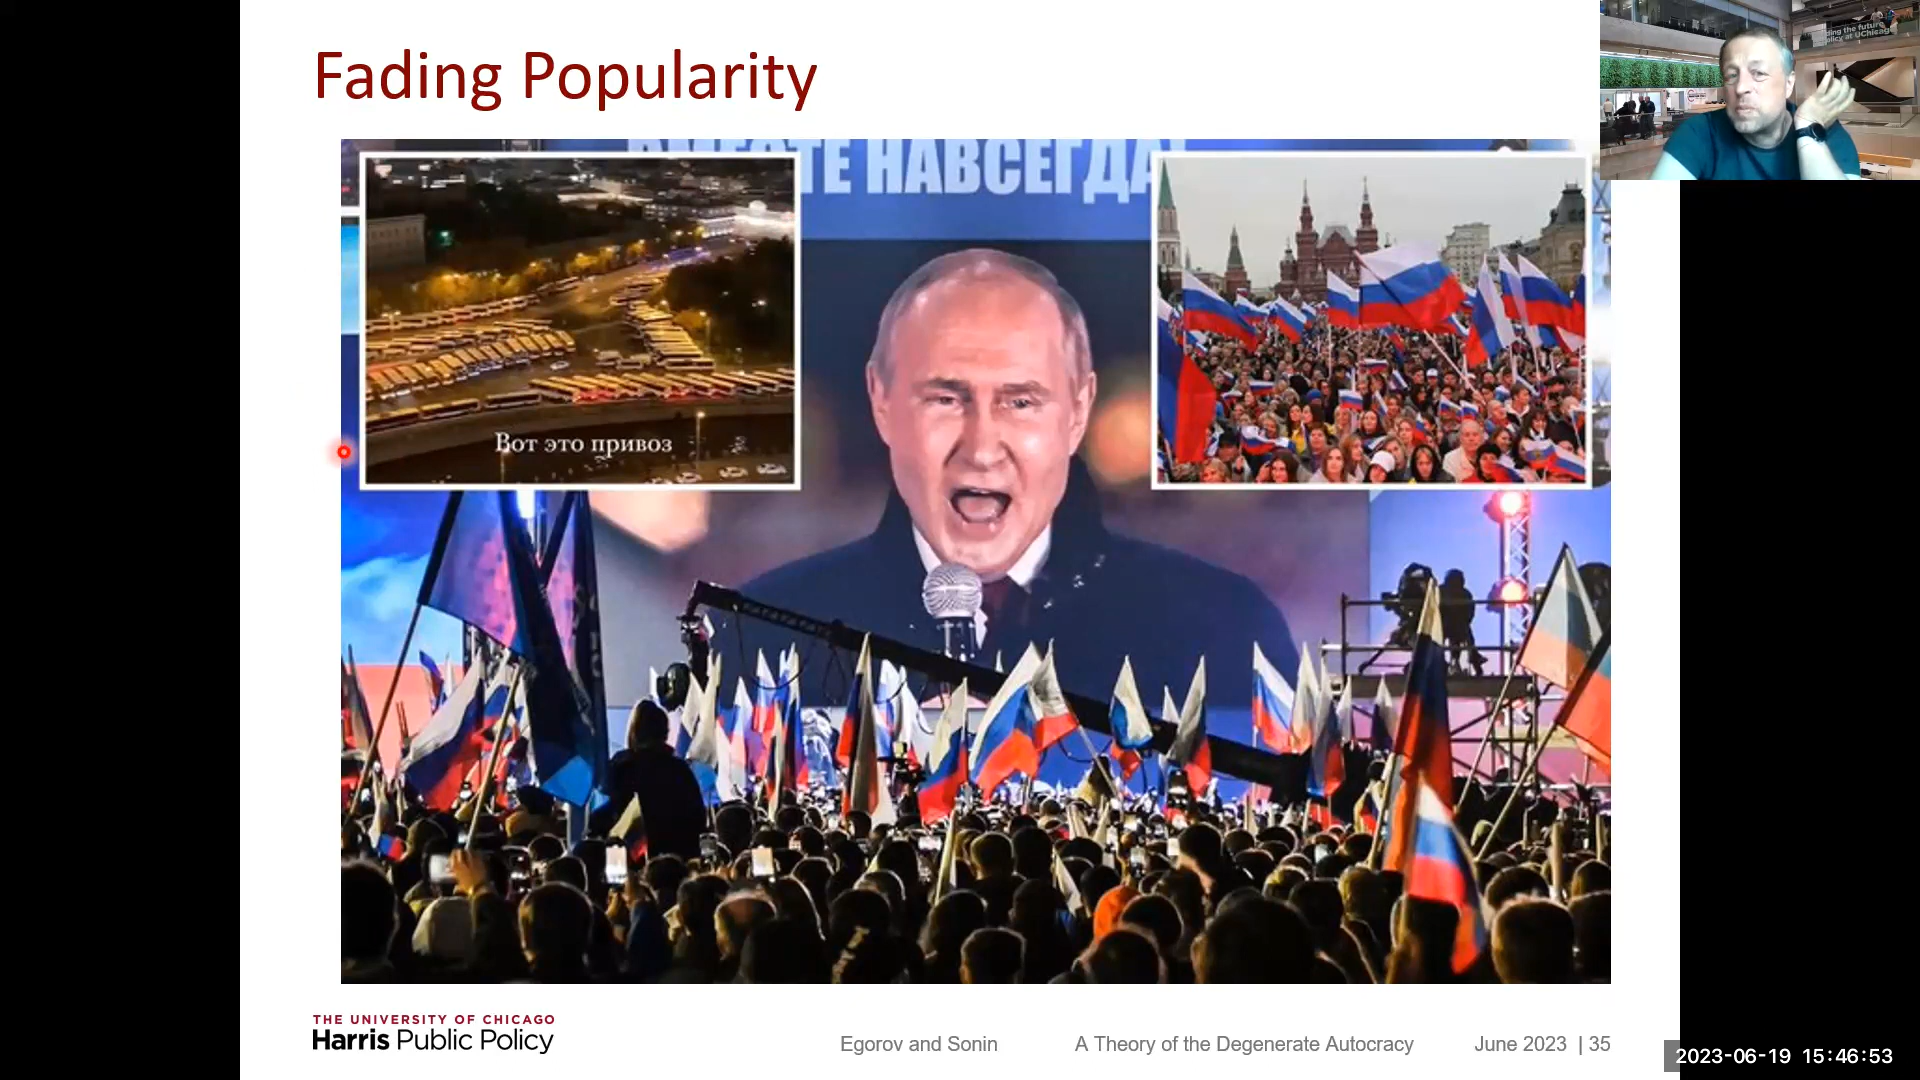 Fading Popularity
НАВСЕГДА!
Вот это привоз
THE UNIVERSITY OF CHICAGO
Harris Public Policy
Egorov and Sonin
A Theory of the Degenerate Autocracy
June 2023 | 35
2023-06-19 15:46:53